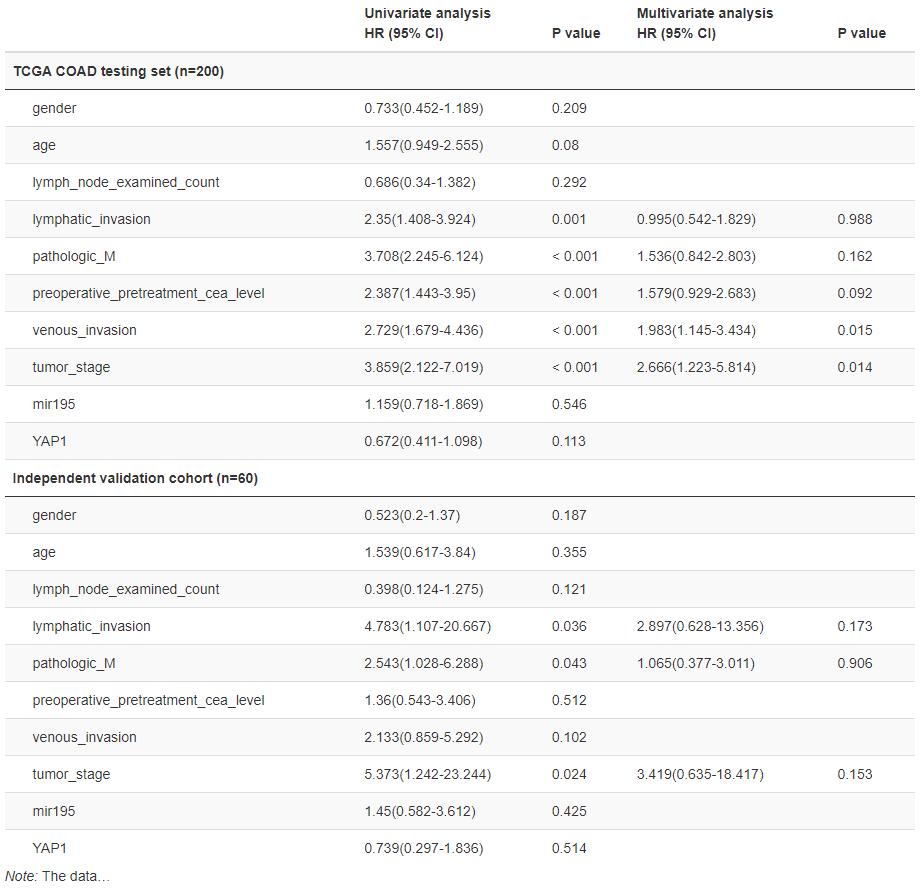 Univariate analysis Multivariate analysis
HR (95% CI) P value HR (95% CI) P value
TCGA COAD testing set (n=200)
gender 0.733(0.452-1.189) 0.209
age 1.557(0.949-2.555) 0.08
lymph_node_examined_count 0.686(0.34-1.382) 0.292
lymphatic_invasion 2.35(1.408-3.924) 0.001 0.995(0.542-1.829) 0.988
pathologic_M 3.708(2.245-6.124) < 0.001 1.536(0.842-2.803) 0.162
preoperative_pretreatment_cea_level 2.387(1.443-3.95) < 0.001 1.579(0.929-2.683) 0.092
venous_invasion 2.729(1.679-4.436) < 0.001 1.983(1.145-3.434) 0.015
tumor_stage 3.859(2.122-7.019) < 0.001 2.666(1.223-5.814) 0.014
mir195 1.159(0.718-1.869) 0.546
YAP1 0.672(0.411-1.098) 0.113
Independent validation cohort (n=60)
gender 0.523(0.2-1.37) 0.187
age 1.539(0.617-3.84) 0.355
lymph_node_examined_count 0.398(0.124-1.275) 0.121
lymphatic_invasion 4.783(1.107-20.667) 0.036 2.897(0.628-13.356) 0.173
pathologic_M 2.543(1.028-6.288) 0.043 1.065(0.377-3.011) 0.906
preoperative_pretreatment_cea_level 1.36(0.543-3.406) 0.512
venous_invasion 2.133(0.859-5.292) 0.102
tumor_stage 5.373(1.242-23.244) 0.024 3.419(0.635-18.417) 0.153
mir195 1.45(0.582-3.612) 0.425
YAP1 0.739(0.297-1.836) 0.514
Note: The data…